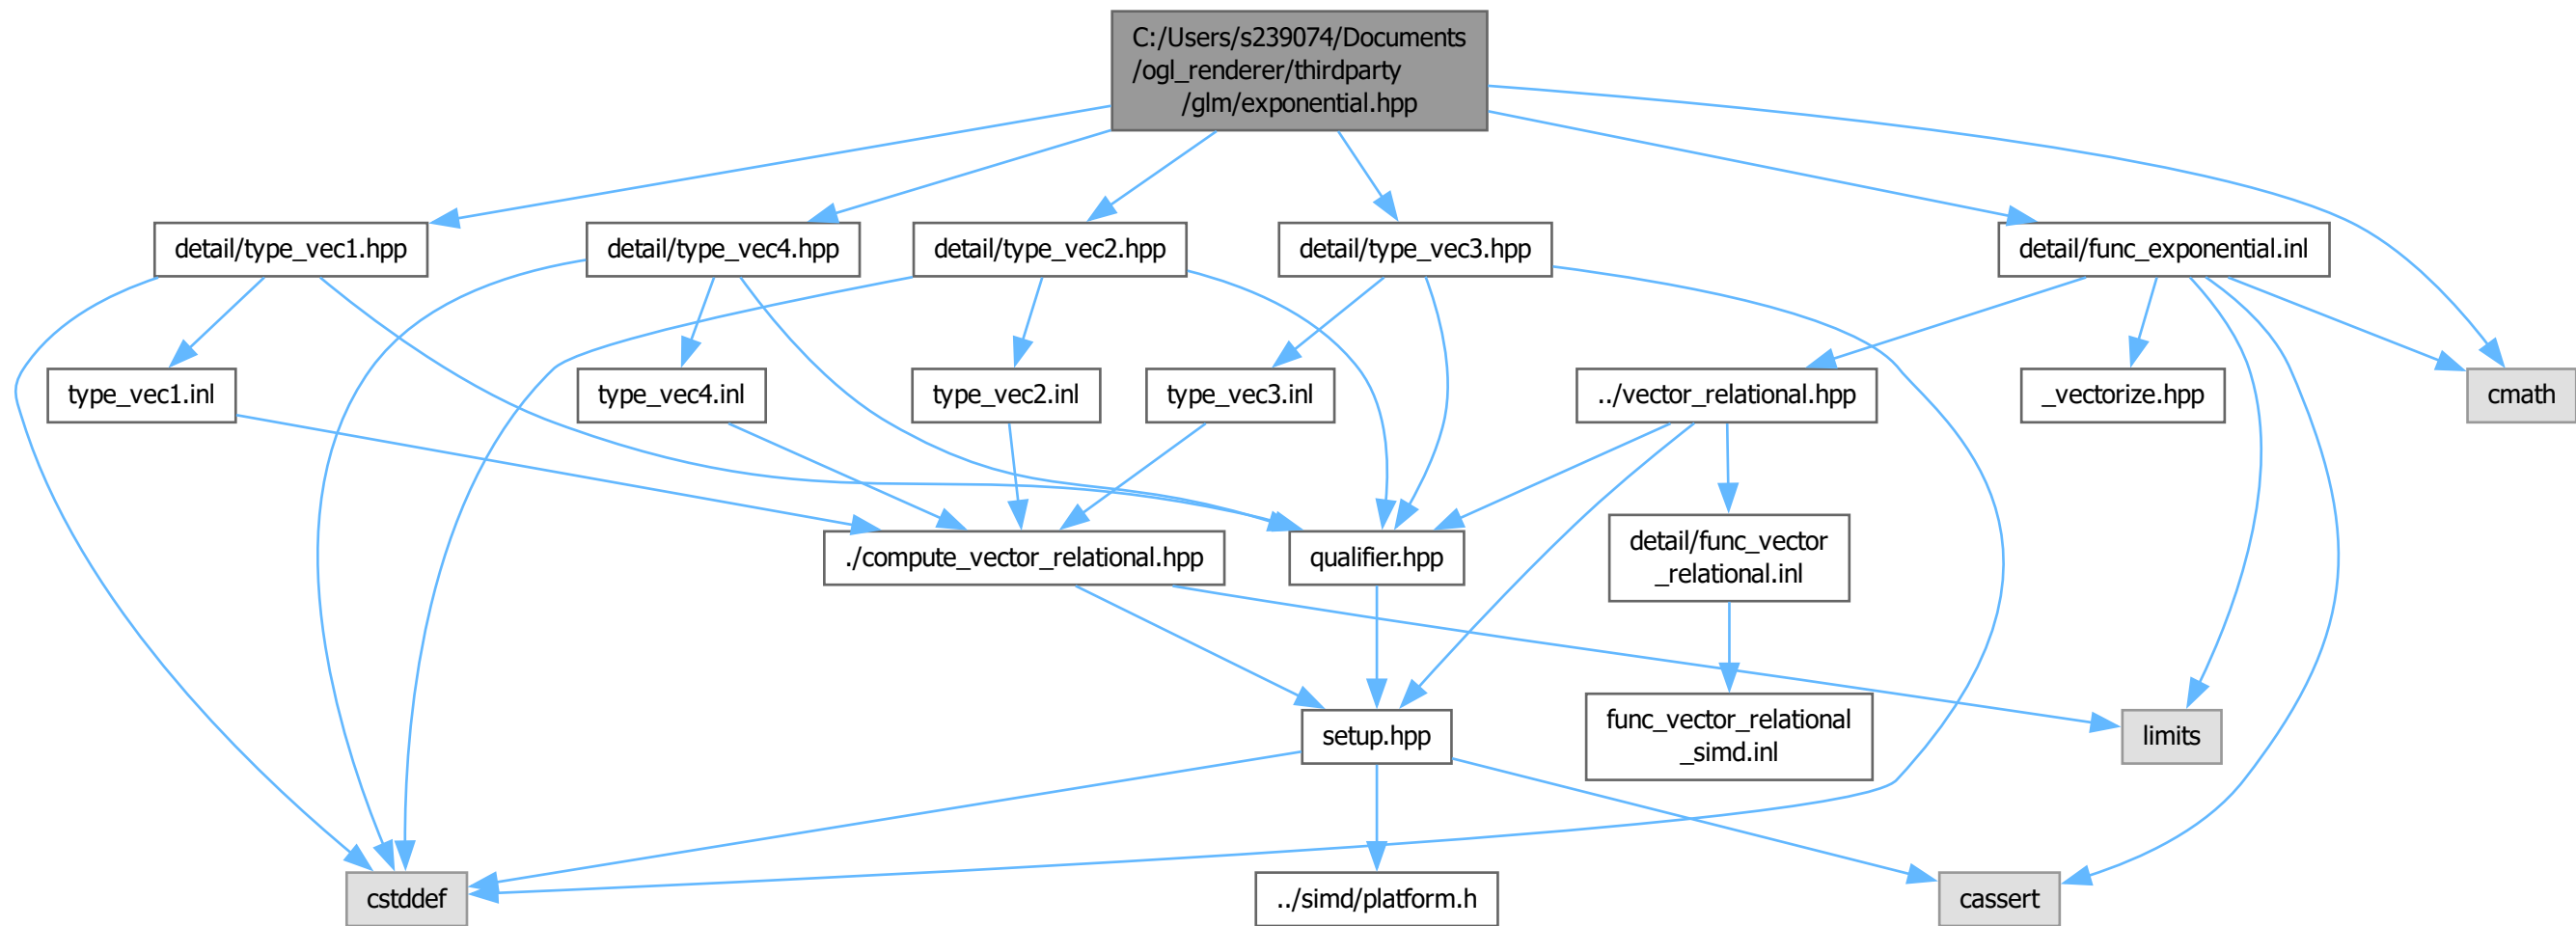 C:/Users/s239074/Documents
/ogl_renderer/thirdparty
/glm/exponential.hpp
detail/type_vec1.hpp
detail/type_vec4.hpp
detail/type_vec2.hpp
detail/type_vec3.hpp
detail/func_exponential.inl
type_vec1.inl
type_vec4.inl
type_vec2.inl
type_vec3.inl
../vector_relational.hpp
_vectorize.hpp
cmath
./compute_vector_relational.hpp
qualifier.hpp
detail/func_vector
_relational.inl
setup.hpp
func_vector_relational
_simd.inl
limits
cstddef
../simd/platform.h
cassert